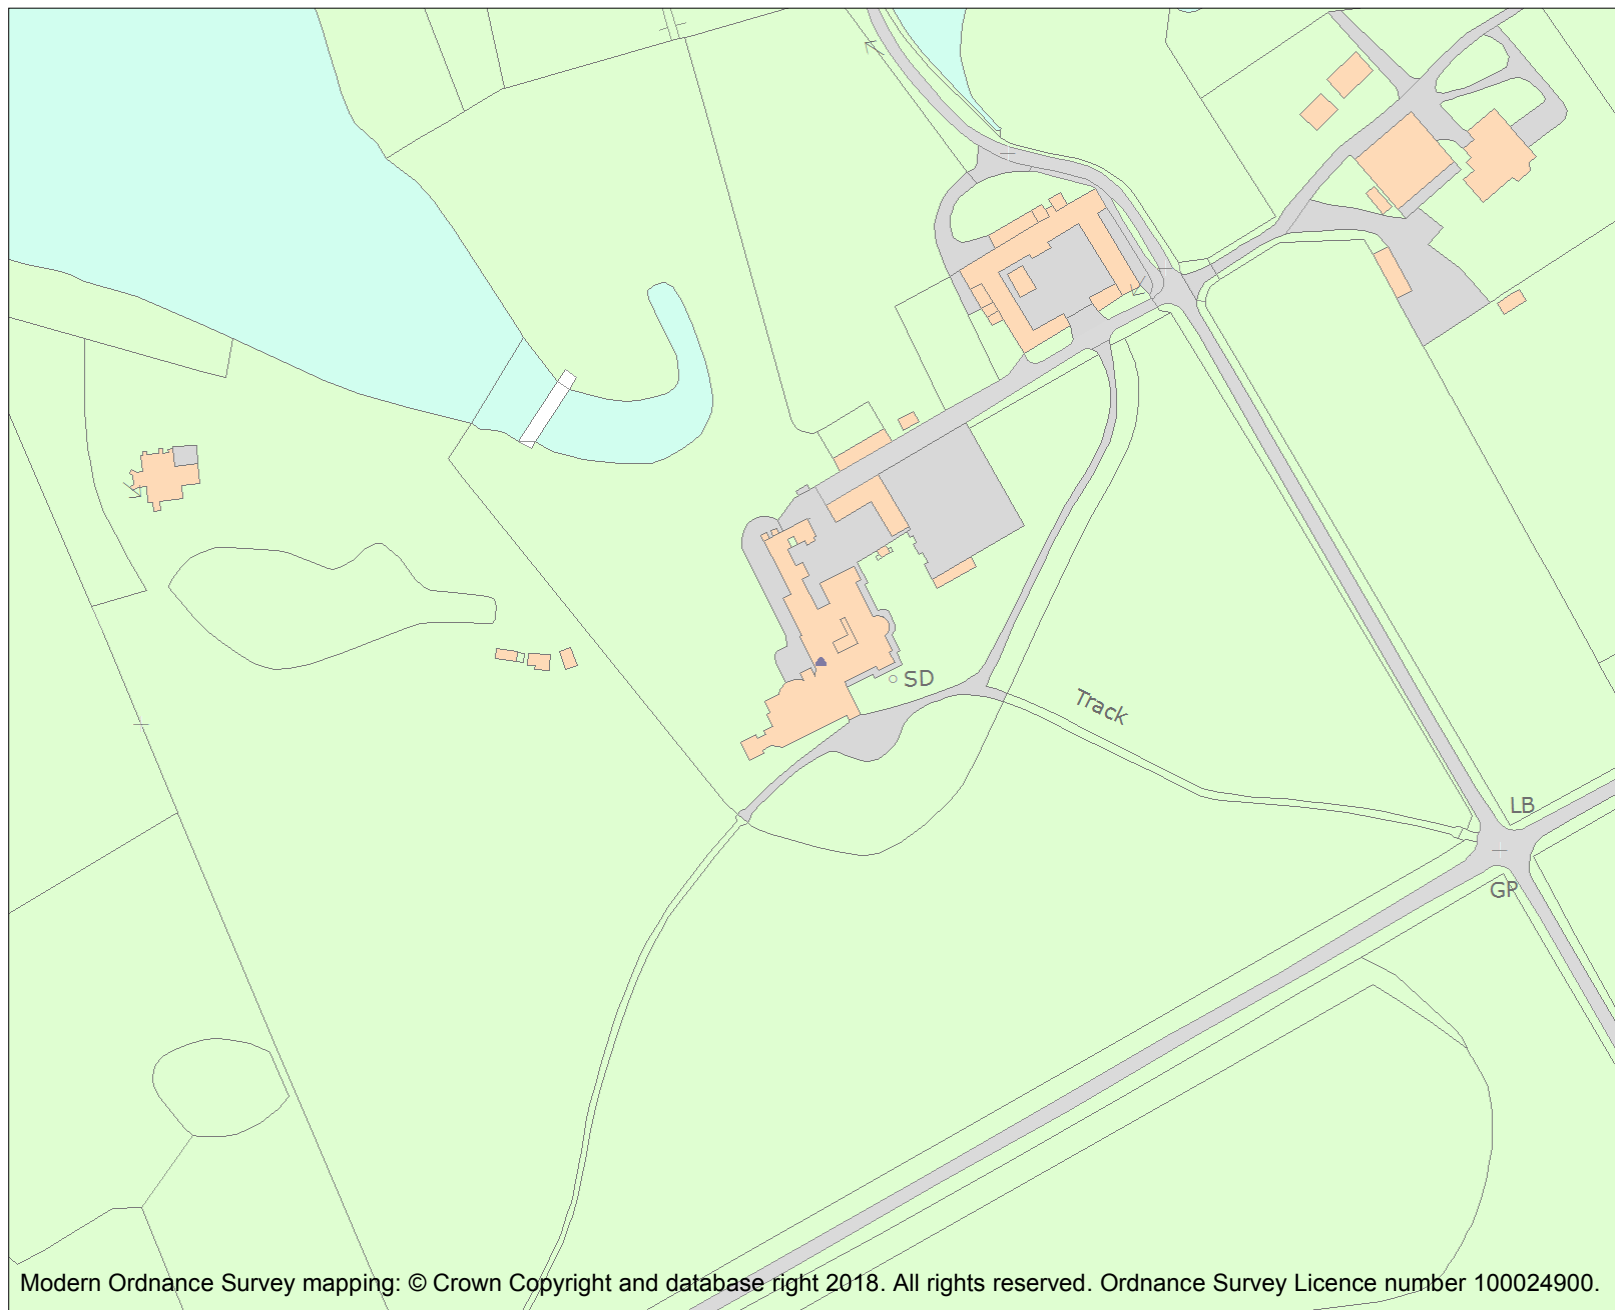 SD
Track
LB
GP
Modern Ordnance Survey mapping: © Crown Copyright and database right 2018. All rights reserved. Ordnance Survey Licence number 100024900.